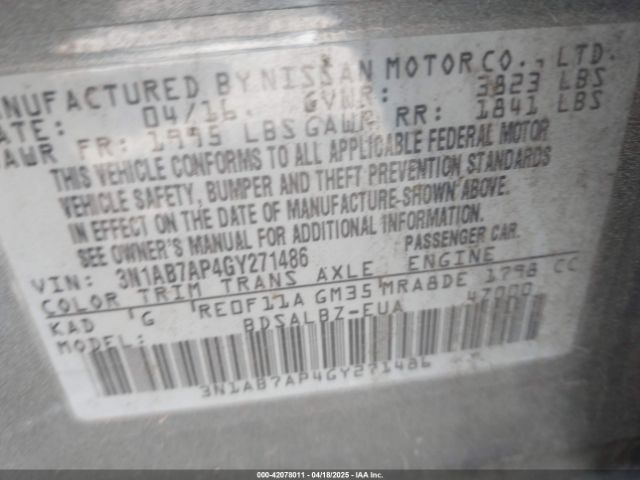 MANUFACTURED BY NISSAN MOTOR CO., LTD.
DATE: 04/16 GVWR: 3823 LBS
GAWR FR: 1995 LBS GAWR RR: 1841 LBS
THIS VEHICLE CONFORMS TO ALL APPLICABLE FEDERAL MOTOR
VEHICLE SAFETY, BUMPER AND THEFT PREVENTION STANDARDS
IN EFFECT ON THE DATE OF MANUFACTURE-SHOWN ABOVE.
SEE OWNER'S MANUAL FOR ADDITIONAL INFORMATION.
VIN: 3N1AB7AP4GY271486 PASSENGER CAR.
COLOR TRIM TRANS AXLE ENGINE
KAD G RE0F11A GM35 MRA8DE 1798 CC
MODEL: BDSALBZ-EUA 47000
3N1AB7AP4GY271486
000-42078011 - 04/18/2025 - IAA, Inc.